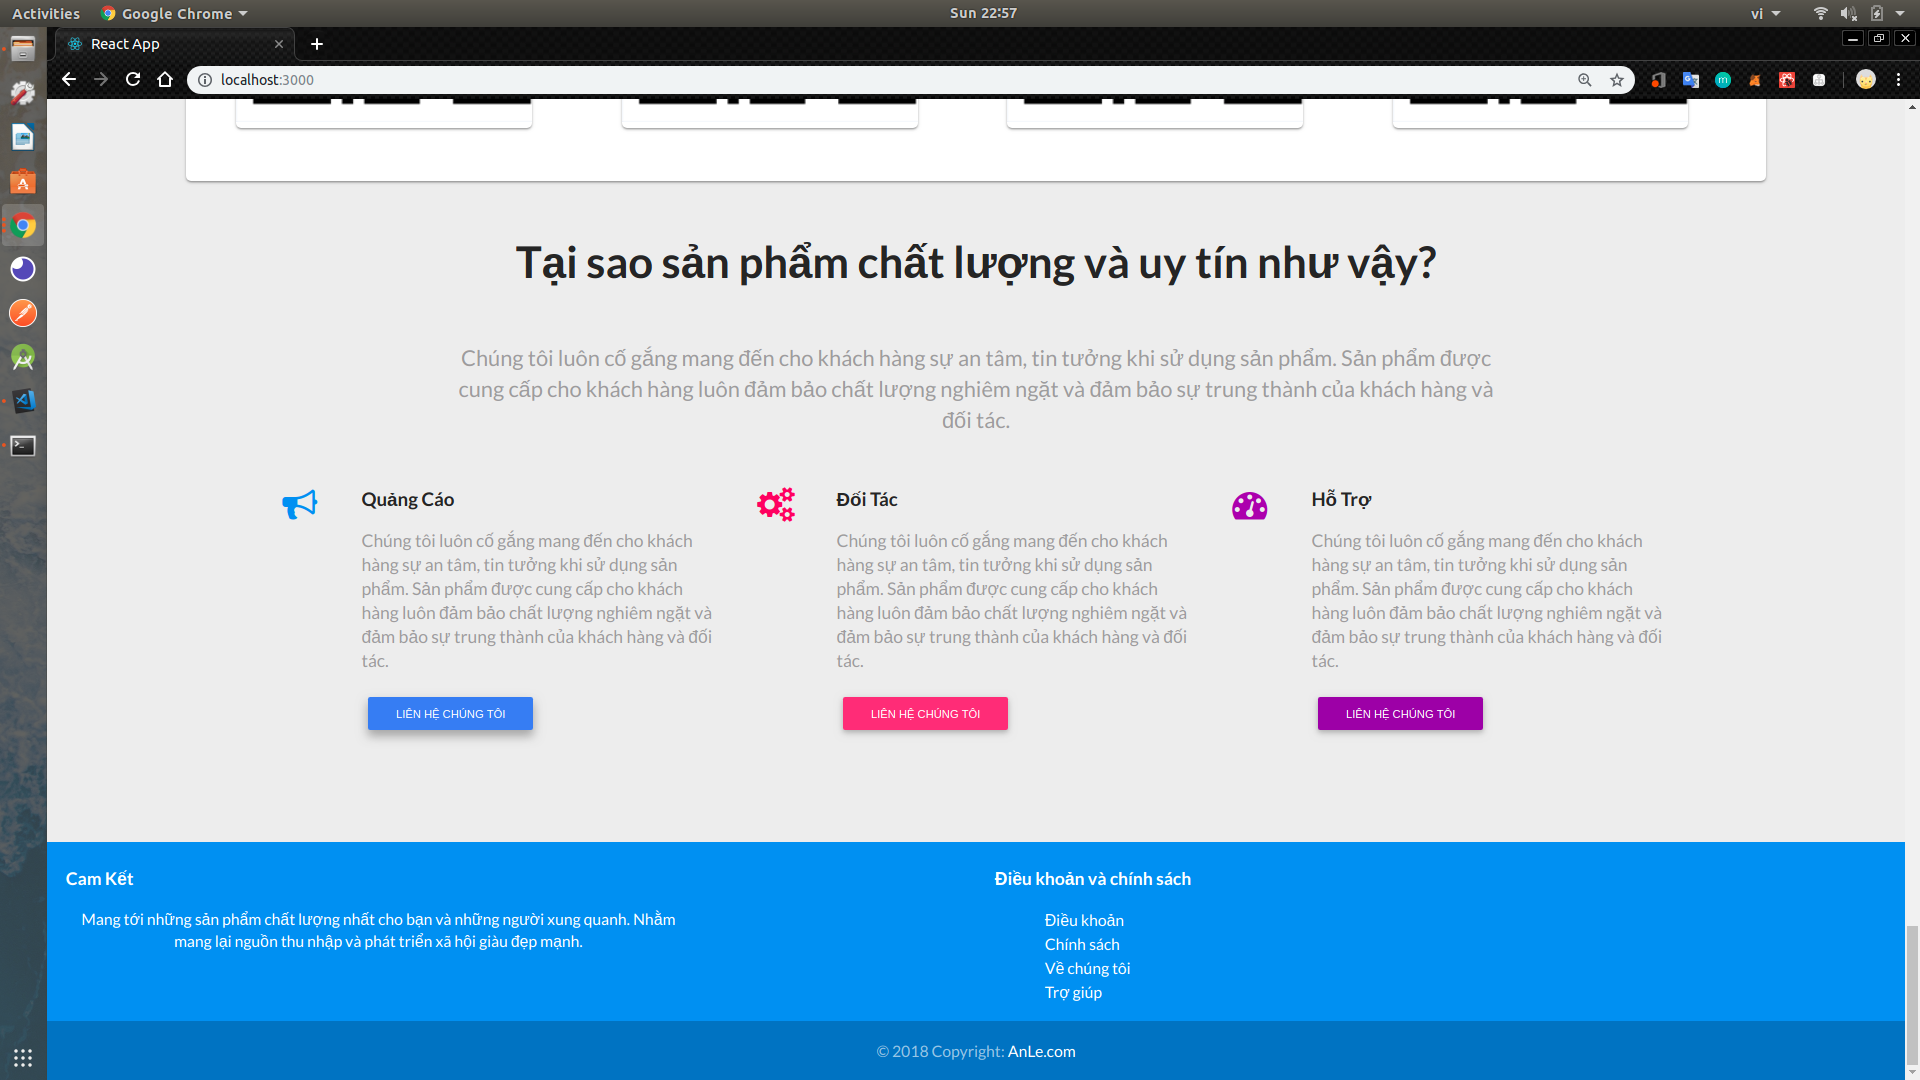 Activities
Google Chrome
Sun 22:57
vi
React App
localhost:3000
Tại sao sản phẩm chất lượng và uy tín như vậy?
Chúng tôi luôn cố gắng mang đến cho khách hàng sự an tâm, tin tưởng khi sử dụng sản phẩm. Sản phẩm được
cung cấp cho khách hàng luôn đảm bảo chất lượng nghiêm ngặt và đảm bảo sự trung thành của khách hàng và
đối tác.
Quảng Cáo
Chúng tôi luôn cố gắng mang đến cho khách
hàng sự an tâm, tin tưởng khi sử dụng sản
phẩm. Sản phẩm được cung cấp cho khách
hàng luôn đảm bảo chất lượng nghiêm ngặt và
đảm bảo sự trung thành của khách hàng và đối
tác.
LIÊN HỆ CHÚNG TÔI
Đối Tác
Chúng tôi luôn cố gắng mang đến cho khách
hàng sự an tâm, tin tưởng khi sử dụng sản
phẩm. Sản phẩm được cung cấp cho khách
hàng luôn đảm bảo chất lượng nghiêm ngặt và
đảm bảo sự trung thành của khách hàng và đối
tác.
LIÊN HỆ CHÚNG TÔI
Hỗ Trợ
Chúng tôi luôn cố gắng mang đến cho khách
hàng sự an tâm, tin tưởng khi sử dụng sản
phẩm. Sản phẩm được cung cấp cho khách
hàng luôn đảm bảo chất lượng nghiêm ngặt và
đảm bảo sự trung thành của khách hàng và đối
tác.
LIÊN HỆ CHÚNG TÔI
Cam Kết
Mang tới những sản phẩm chất lượng nhất cho bạn và những người xung quanh. Nhằm
mang lại nguồn thu nhập và phát triển xã hội giàu đẹp mạnh.
Điều khoản và chính sách
Điều khoản
Chính sách
Về chúng tôi
Trợ giúp
© 2018 Copyright: AnLe.com